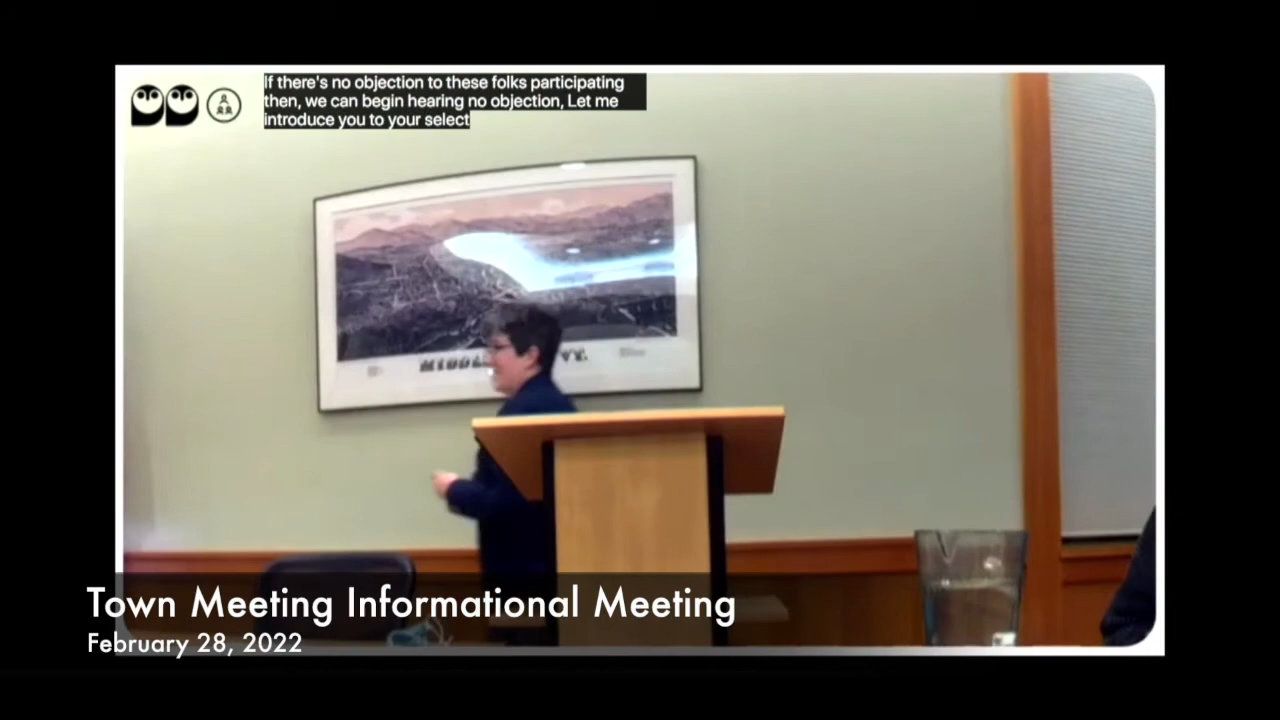 If there's no objection to these folks participating
then, we can begin hearing no objection, Let me
introduce you to your select
VT.
Town Meeting Informational Meeting
February 28, 2022